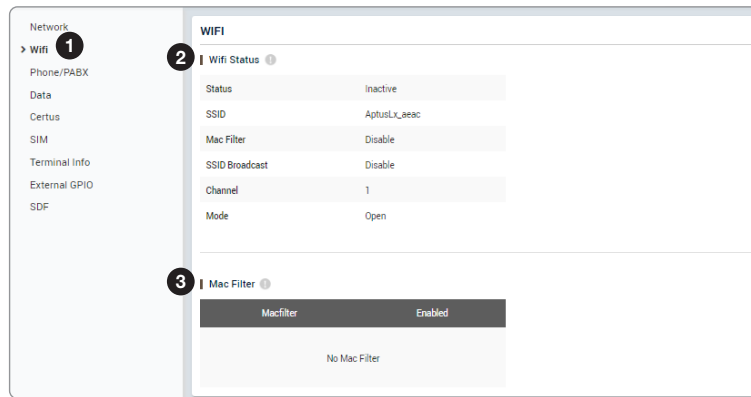 Network
Wifi
1
Phone/PABX
Data
Certus
SIM
Terminal Info
External GPIO
SDF
WIFI
2 Wifi Status !
Status Inactive
SSID AptusLx_aeac
Mac Filter Disable
SSID Broadcast Disable
Channel 1
Mode Open
3 Mac Filter !
Macfilter Enabled
No Mac Filter